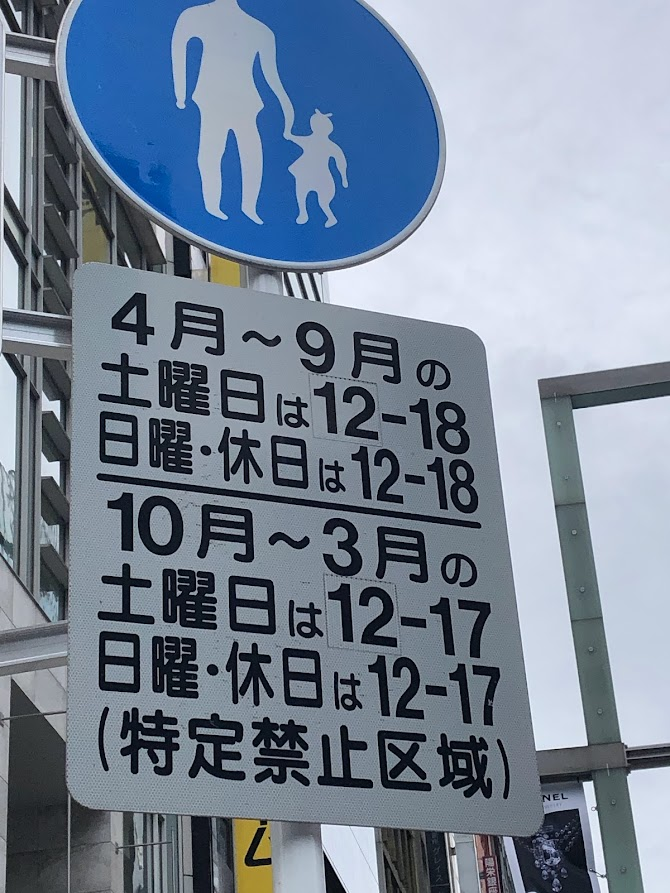 4月～9月の
土曜日は12-18
日曜・休日は12-18
10月～3月の
土曜日は12-17
日曜・休日は12-17
(特定禁止区域)
NEL